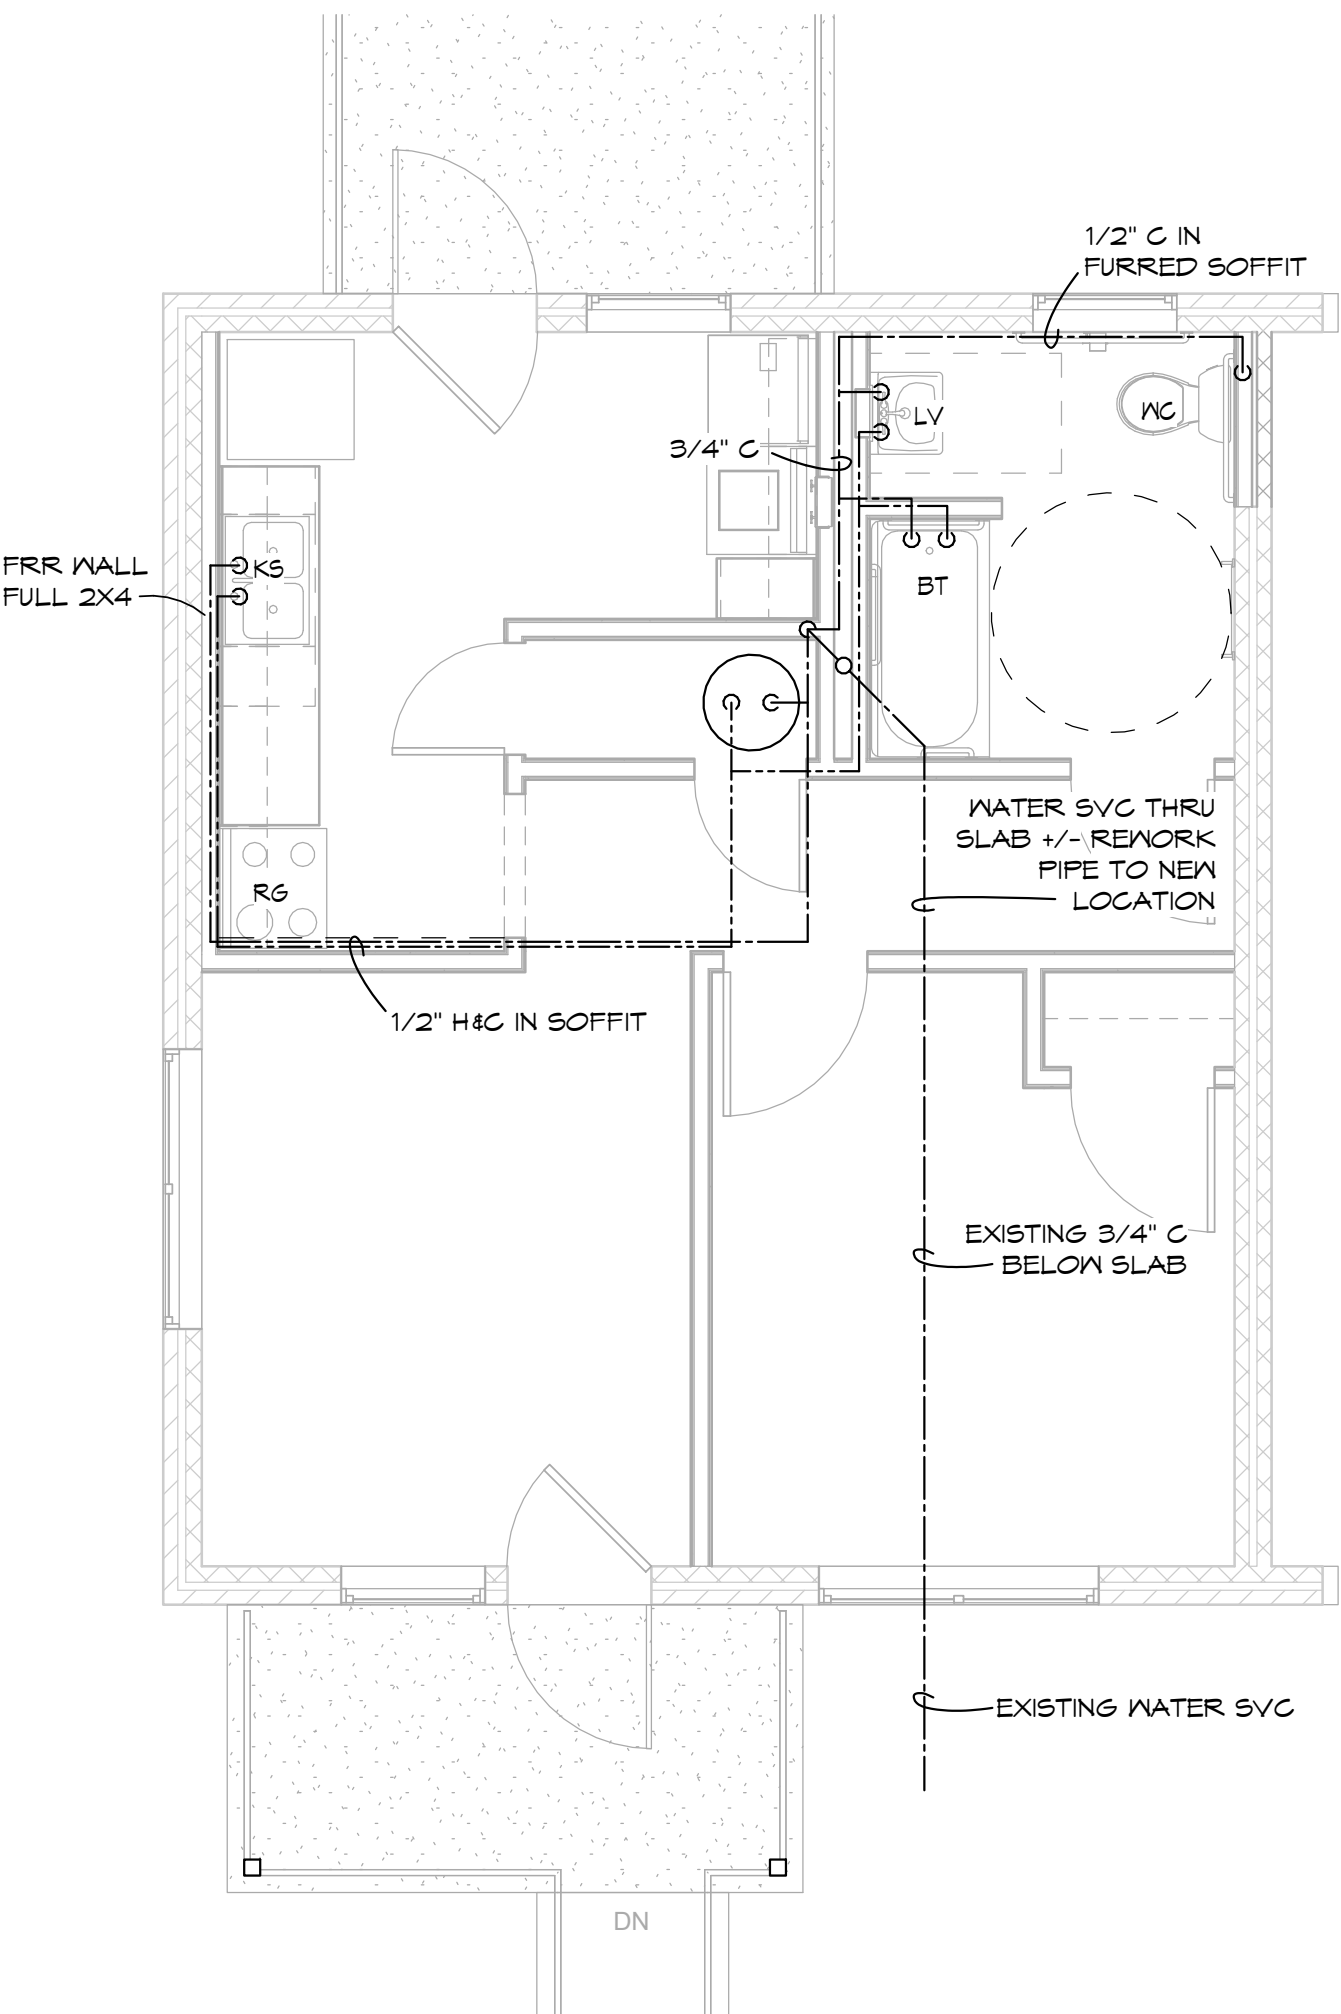 1/2" C IN
FURRED SOFFIT
LV
WC
3/4" C
FRR WALL
FULL 2X4
KS
BT
WATER SVC THRU
SLAB +/- REWORK
PIPE TO NEW
LOCATION
RG
1/2" H&C IN SOFFIT
EXISTING 3/4" C
BELOW SLAB
EXISTING WATER SVC
DN